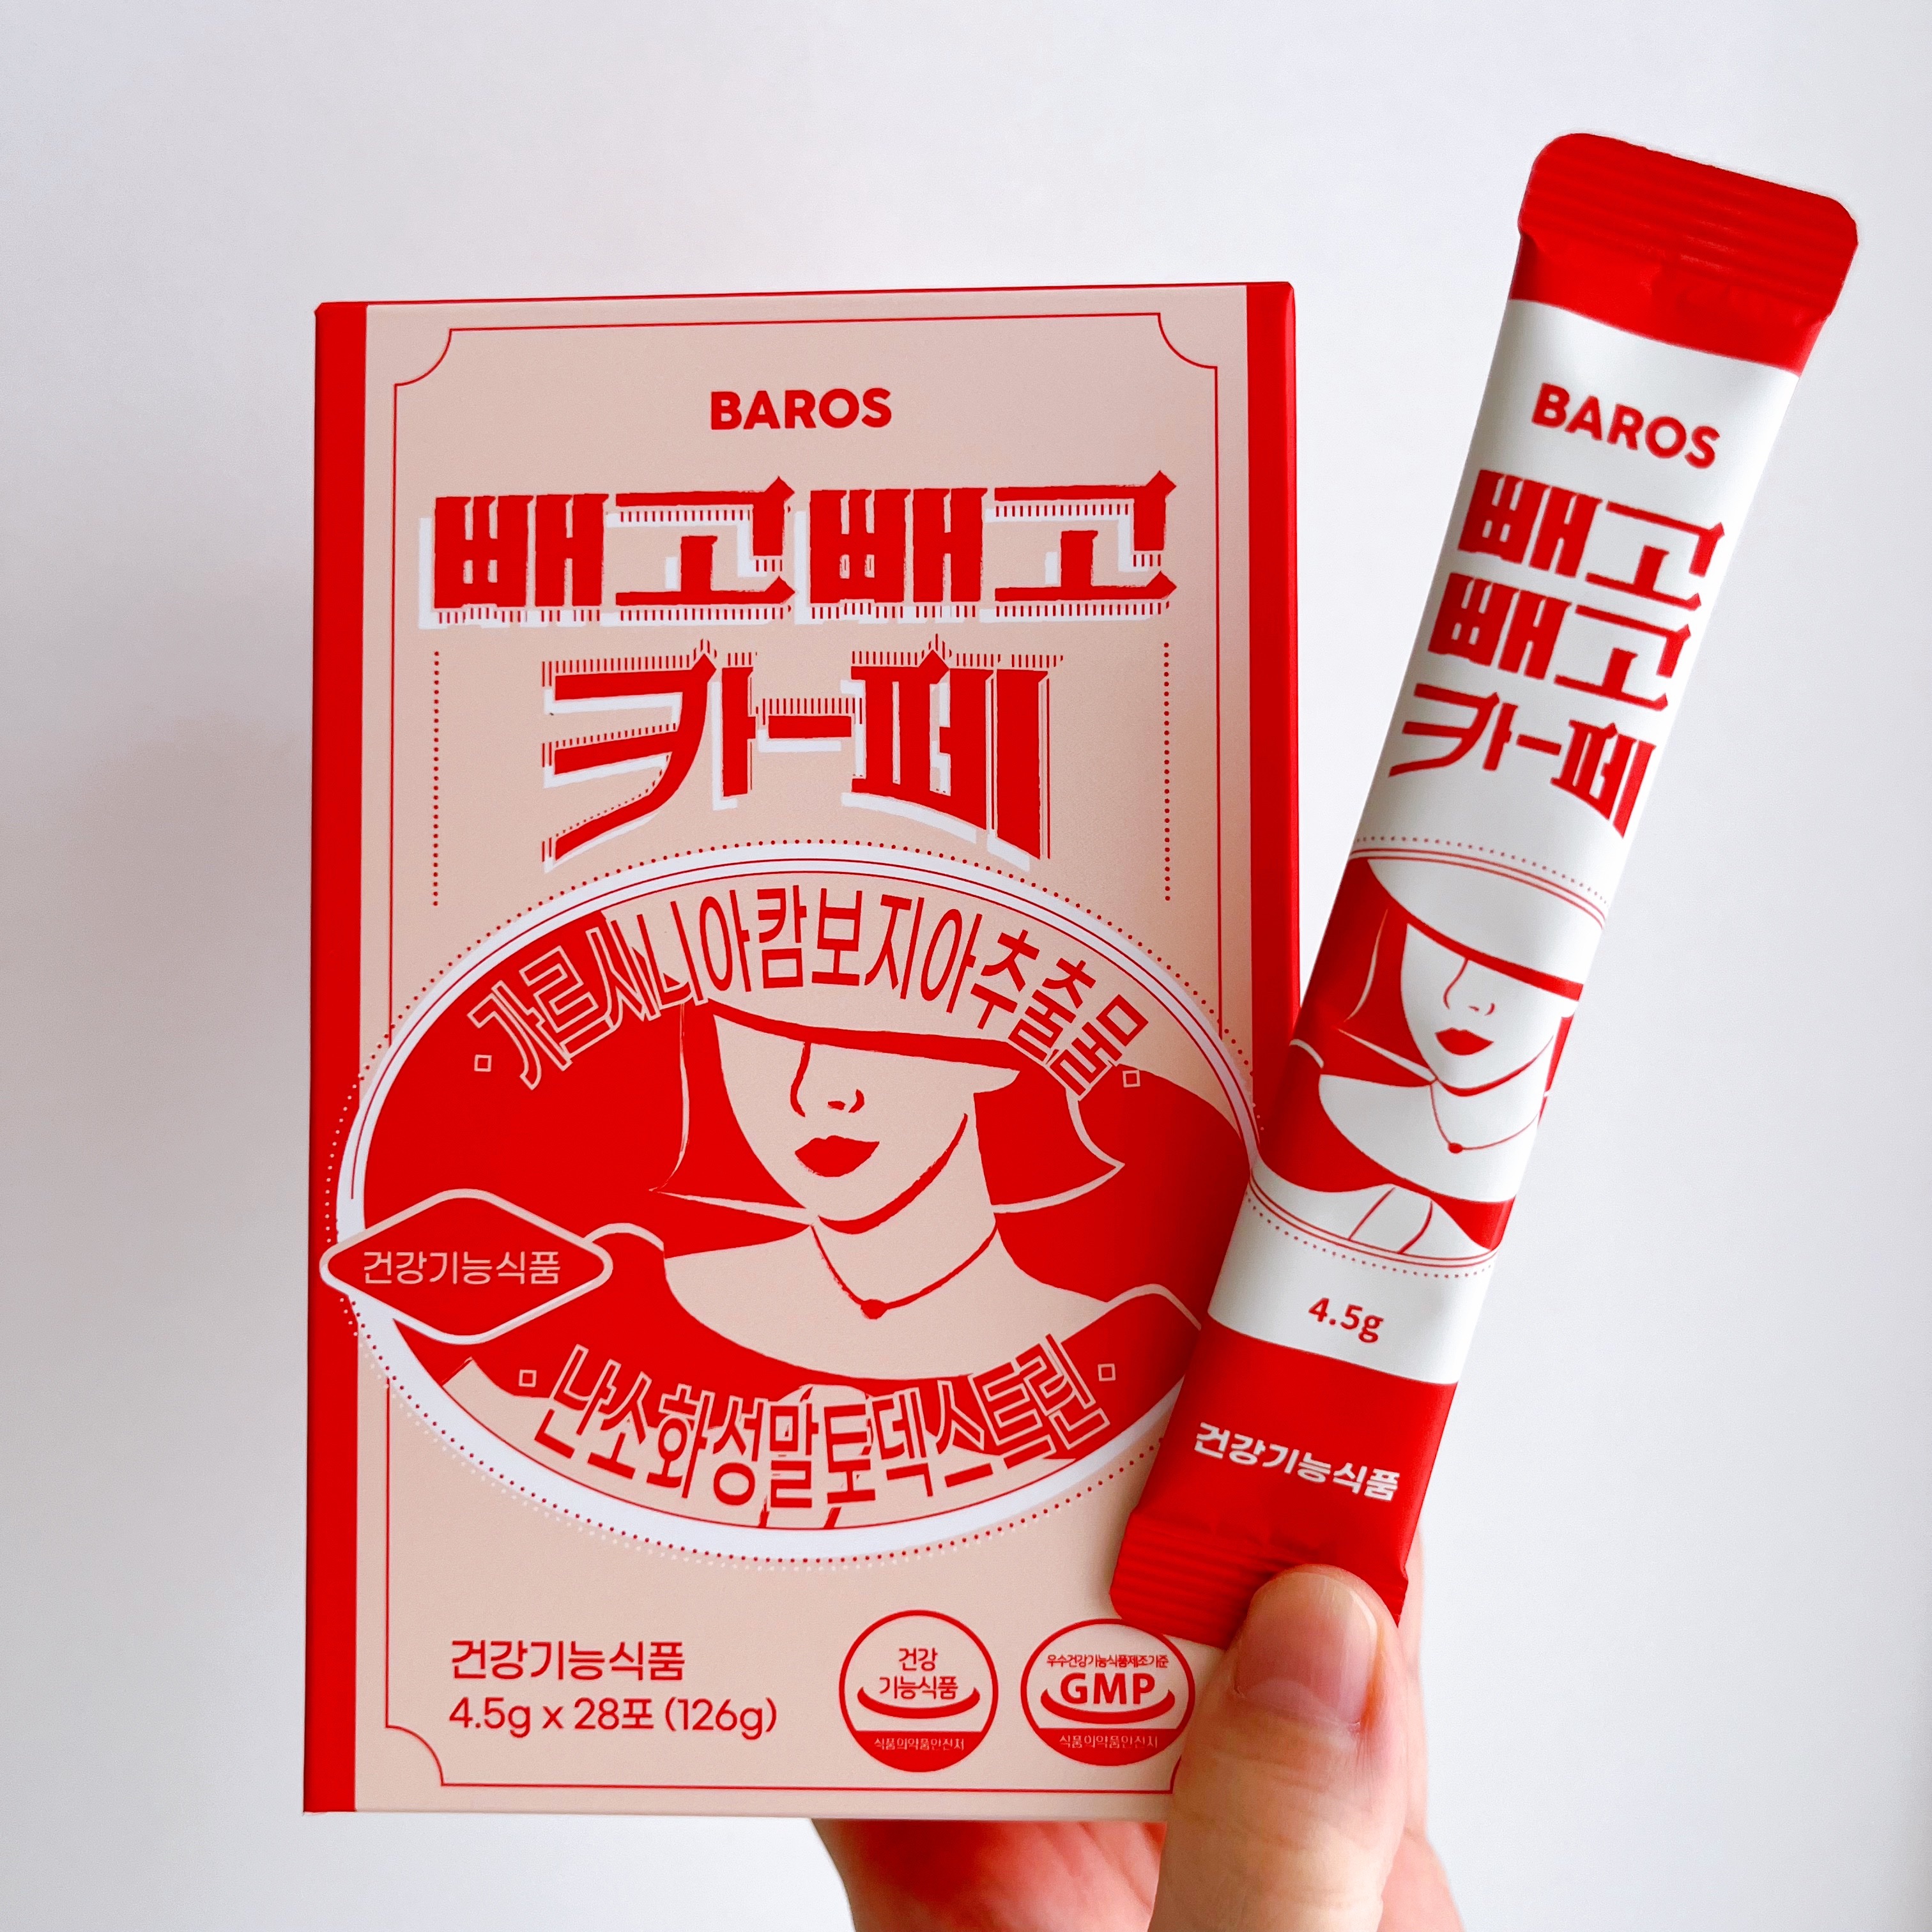 BAROS
빼고빼고
카-페
가르시니아캄보지아추출물
건강기능식품
난소화성말토덱스트린
건강기능식품
4.5g x 28포 (126g)
건강
기능식품
식품의약품안전처
우수건강기능식품제조기준
GMP
식품의약품안전처
BAROS
빼고
빼고
카-페
4.5g
건강기능식품